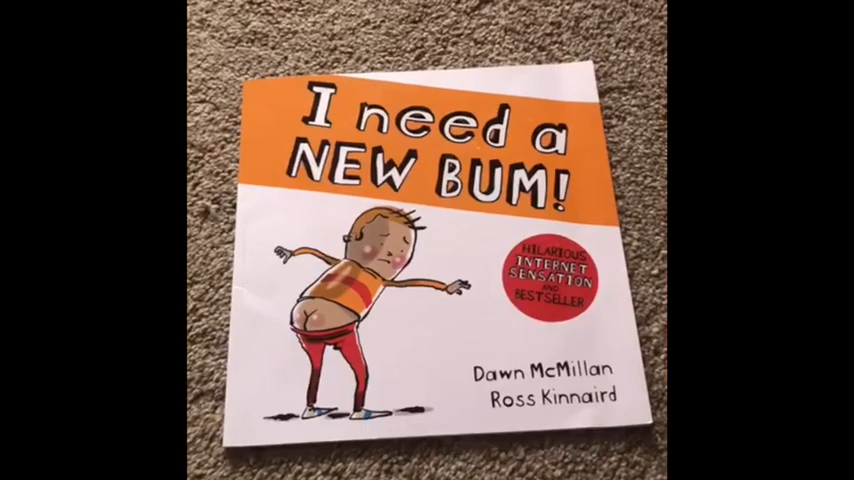 I need a
NEW BUM!
HILARIOUS
INTERNET
SENSATION
AND
BESTSELLER
Dawn McMillan
Ross Kinnaird